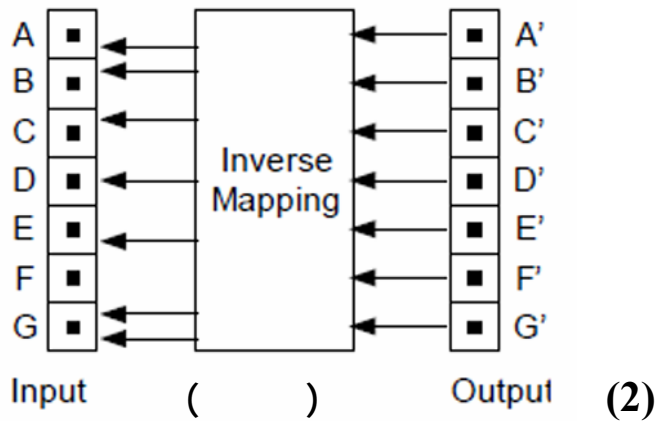 A A'
B B'
C C'
D D'
E E'
F F'
G G'
Inverse
Mapping
Input ( ) Output (2)